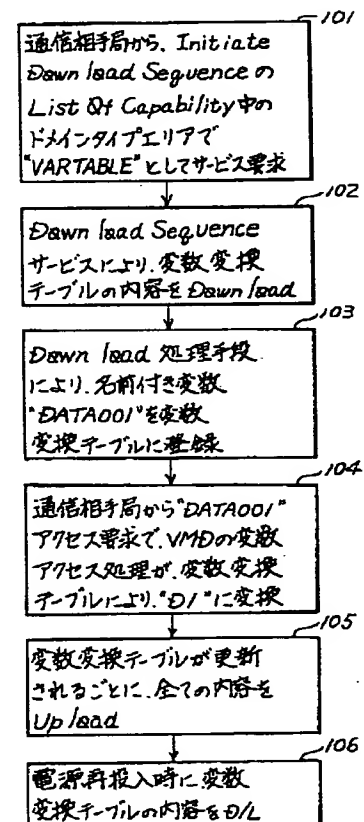 101
通信相手局から、Initiate
Down load Sequence の
List Of Capability 中の
ドメインタイプエリアで
"VARTABLE"としてサービス要求
102
Down load Sequence
サービスにより、変数変換
テーブルの内容を Down load
103
Down load 処理手段
により、名前付き変数
"DATA001"を変数
変換テーブルに登録
104
通信相手局から"DATA001"
アクセス要求で、VMDの変数
アクセス処理が、変数変換
テーブルにより、"D1"に変換
105
変数変換テーブルが更新
されるごとに、全ての内容を
Up load
106
電源再投入時に変数
変換テーブルの内容をD/L